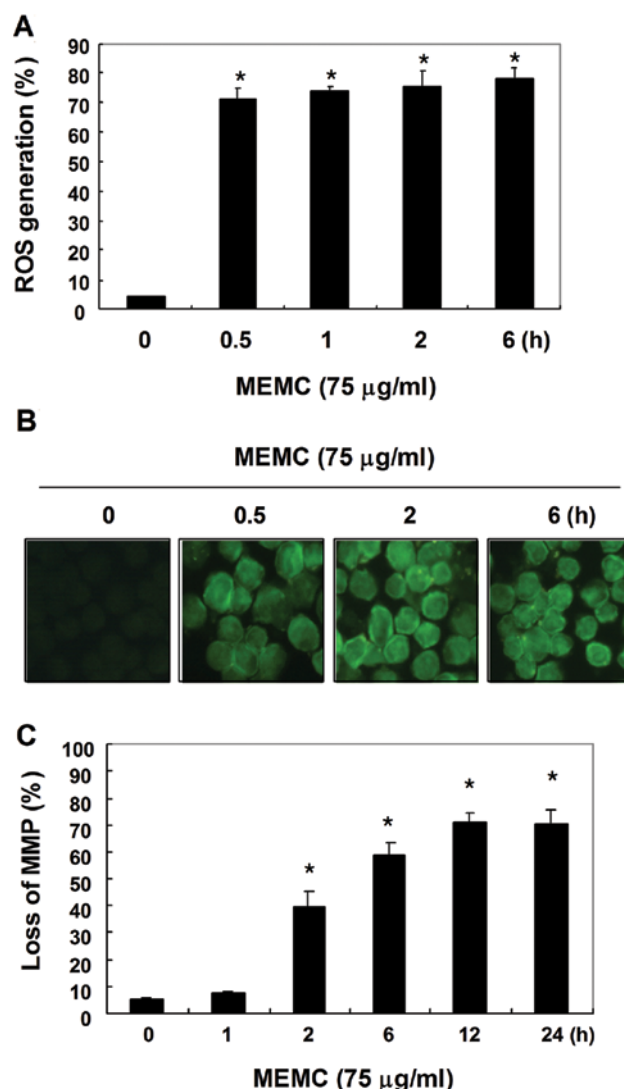 A
ROS generation (%)
90
80
70
60
50
40
30
20
10
0
* * * *
0 0.5 1 2 6 (h)
MEMC (75 μg/ml)
B
MEMC (75 μg/ml)
0 0.5 2 6 (h)
C
Loss of MMP (%)
100
90
80
70
60
50
40
30
20
10
0
* * * *
0 1 2 6 12 24 (h)
MEMC (75 μg/ml)